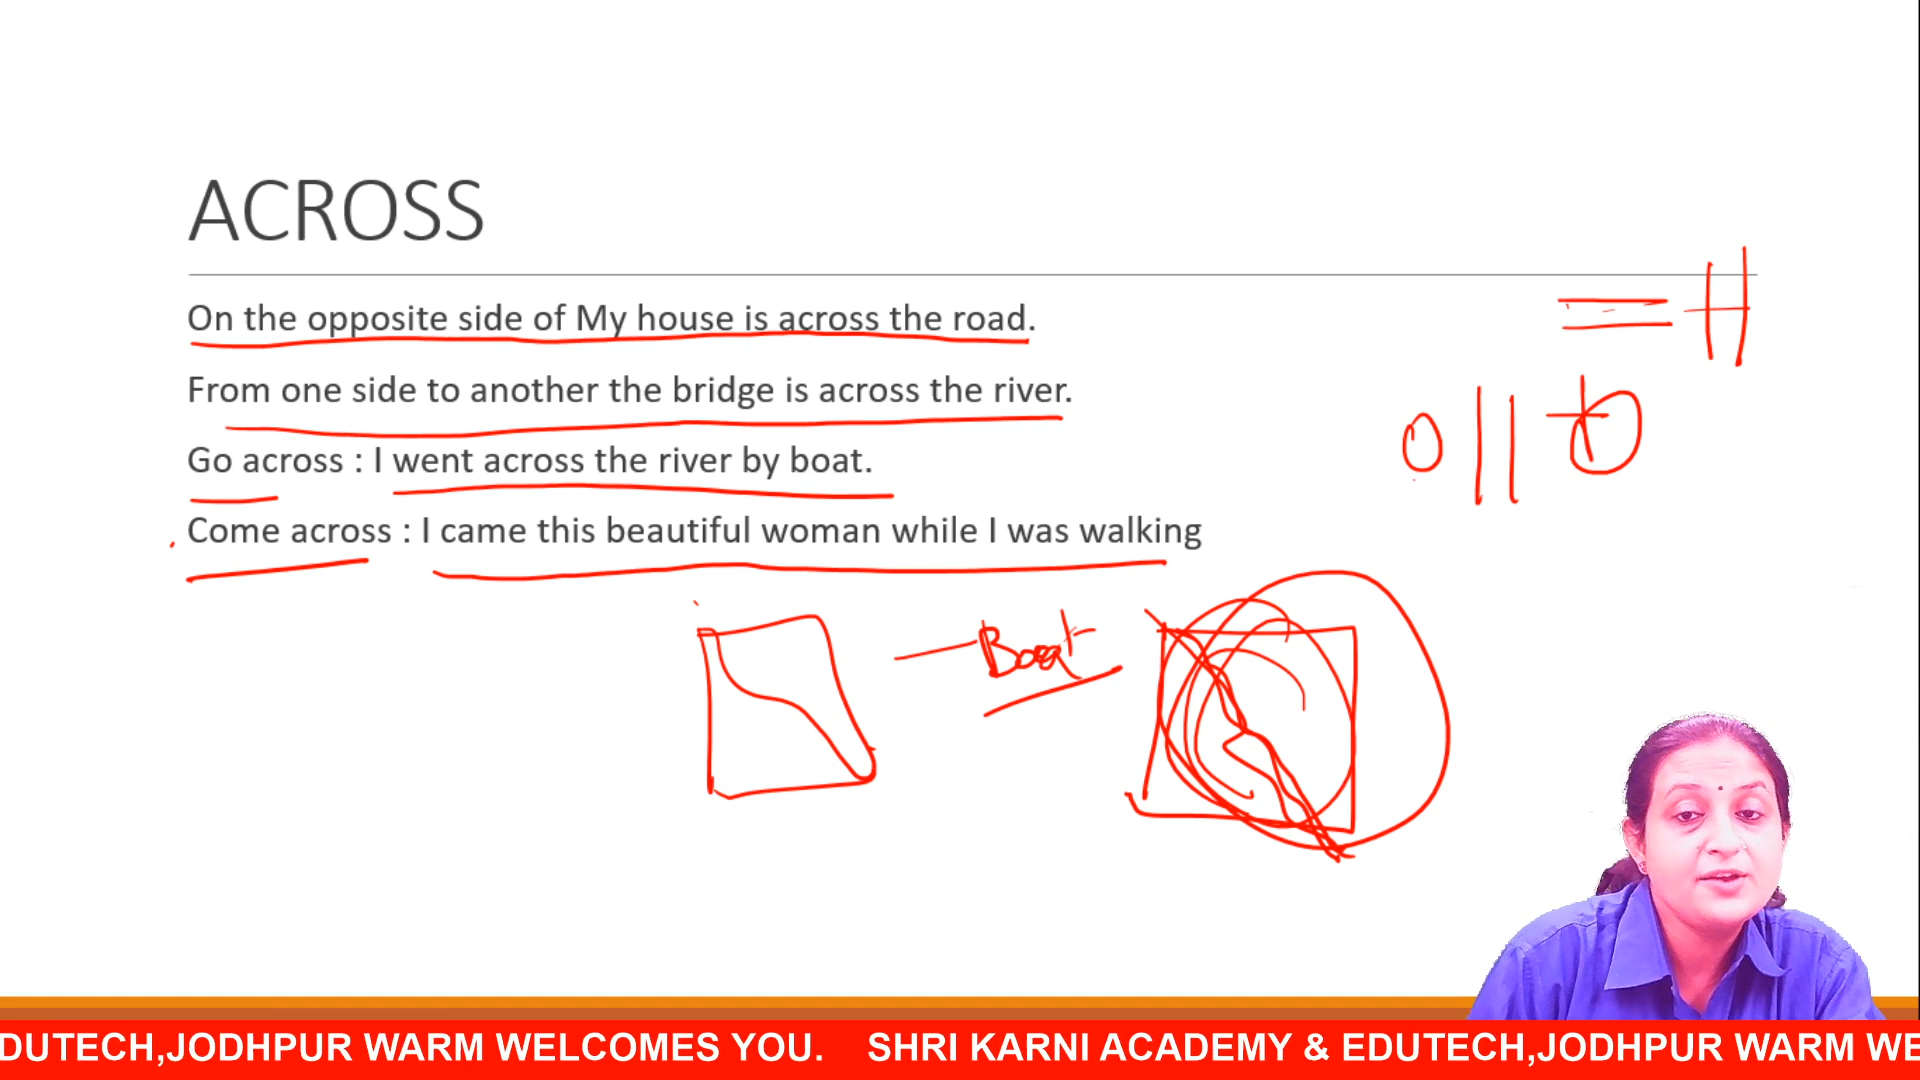 ACROSS
On the opposite side of My house is across the road.
From one side to another the bridge is across the river.
Go across : I went across the river by boat.
Come across : I came this beautiful woman while I was walking
Boat
DUTECH,JODHPUR WARM WELCOMES YOU. SHRI KARNI ACADEMY & EDUTECH,JODHPUR WARM WE